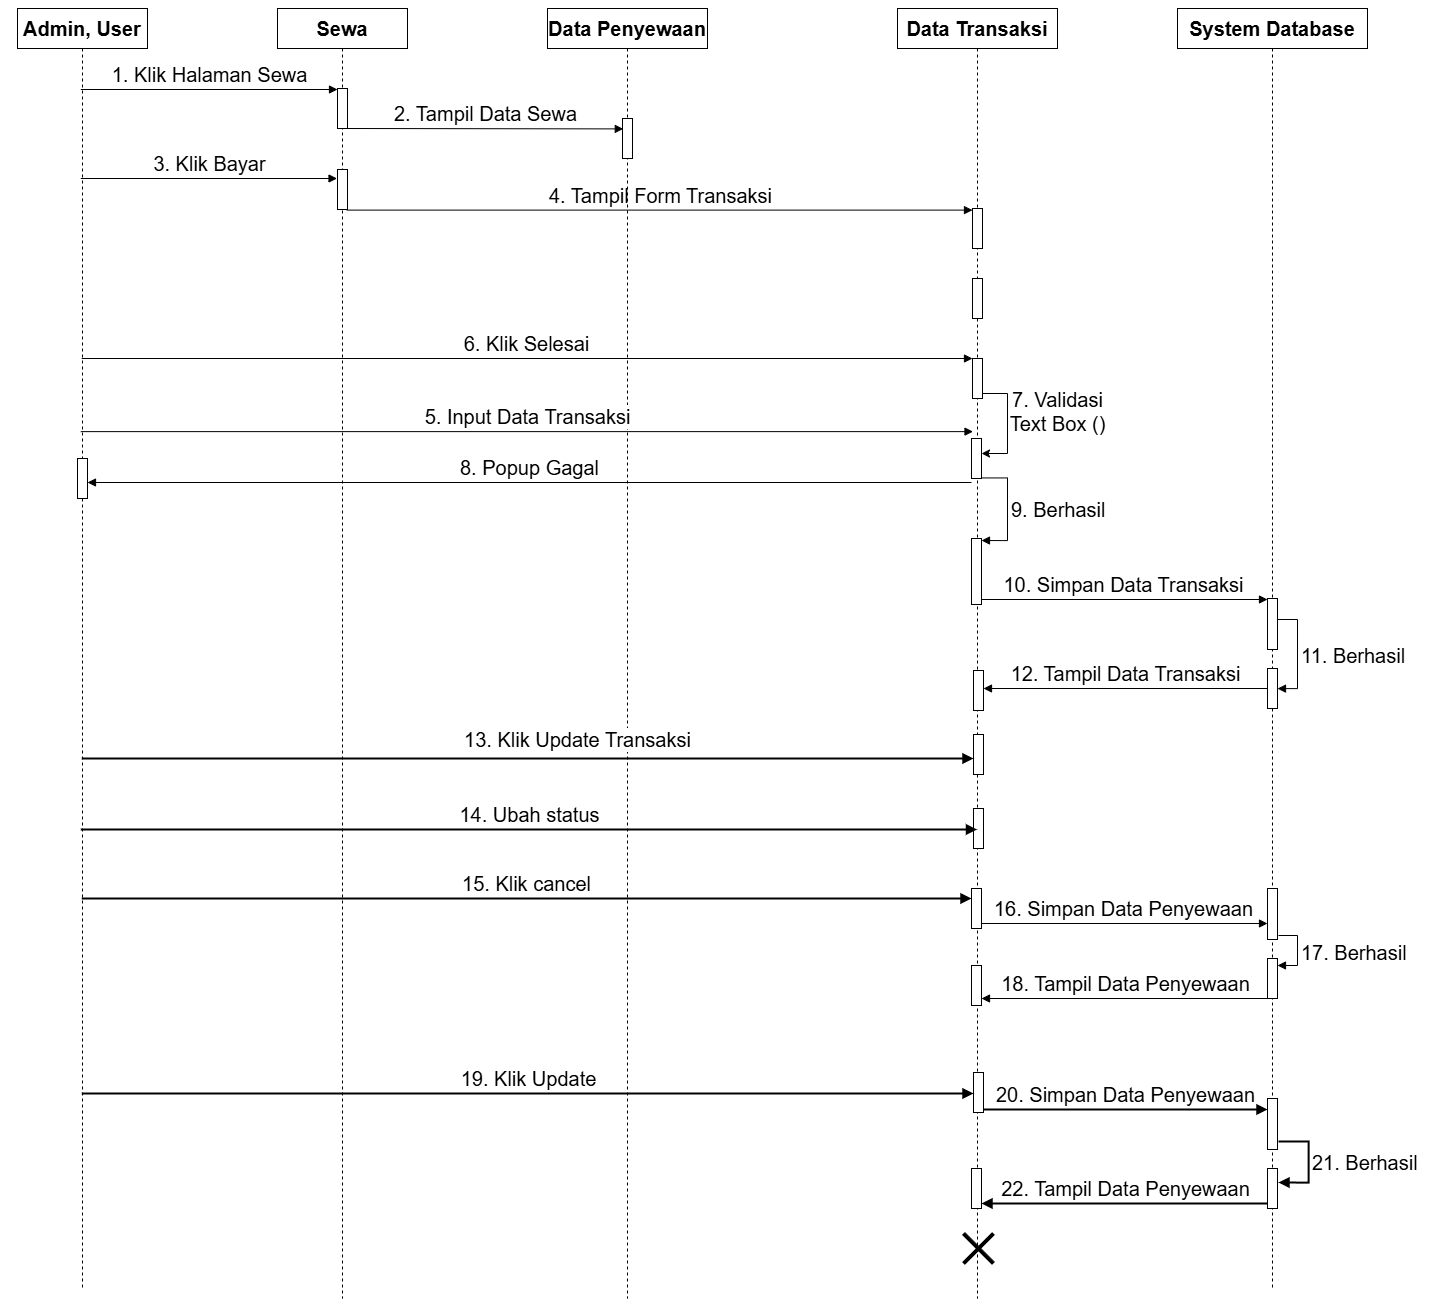 Admin, User
Sewa
Data Penyewaan
Data Transaksi
System Database
1. Klik Halaman Sewa
2. Tampil Data Sewa
3. Klik Bayar
4. Tampil Form Transaksi
6. Klik Selesai
7. Validasi
Text Box ()
5. Input Data Transaksi
8. Popup Gagal
9. Berhasil
10. Simpan Data Transaksi
11. Berhasil
12. Tampil Data Transaksi
13. Klik Update Transaksi
14. Ubah status
15. Klik cancel
16. Simpan Data Penyewaan
17. Berhasil
18. Tampil Data Penyewaan
19. Klik Update
20. Simpan Data Penyewaan
21. Berhasil
22. Tampil Data Penyewaan